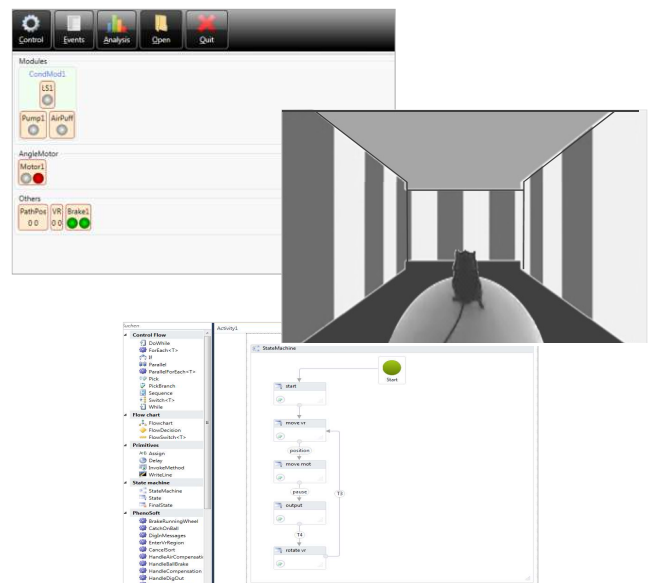 Control Events Analysis Open Quit
Modules
CondMod1
LS1
Pump1 AirPuff
AngleMotor
Motor1
Others
PathPos VR Brake1
0 0 0 0
Activity1
Control Flow
DoWhile
ForEach<T>
If
Parallel
ParallelForEach<T>
Pick
PickBranch
Sequence
Switch<T>
While
Flow chart
Flowchart
FlowDecision
FlowSwitch<T>
Primitives
Assign
Delay
InvokeMethod
WriteLine
State machine
StateMachine
State
FinalState
PhenoSoft
BrakeRunningWheel
CatchOnBall
DigInMessages
EnterVrRegion
CancelSort
HandleAirCompensati
HandleBallBrake
HandleCompensation
HandleDigOut
StateMachine
Start
start
move vr
position
move mot
pause
T3
output
T4
rotate vr